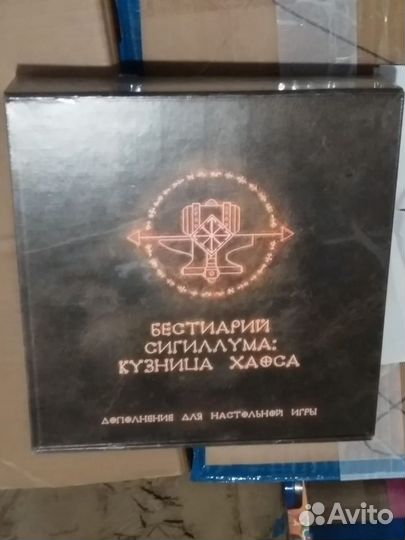 БЕСТИАРИЙ
СИГИЛЛУМА:
КУЗНИЦА ХАОСА
ДОПОЛНЕНИЕ ДЛЯ НАСТОЛЬНОЙ ИГРЫ
Avito